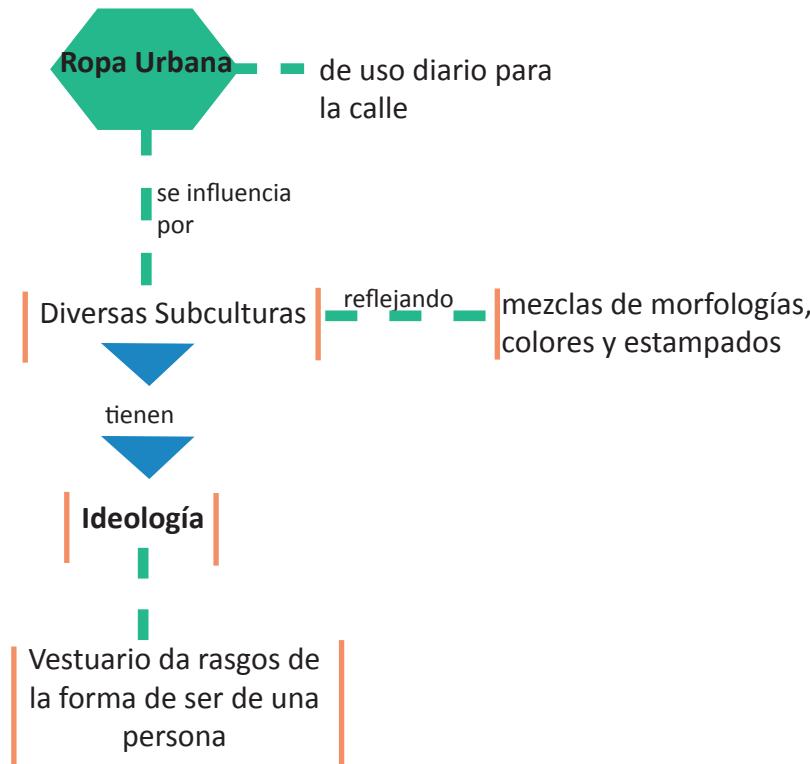 Ropa Urbana
de uso diario para
la calle
se influencia
por
Diversas Subculturas
reflejando
mezclas de morfologías,
colores y estampados
tienen
Ideología
Vestuario da rasgos de
la forma de ser de una
persona